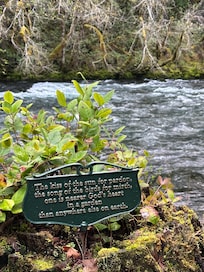 The kiss of the sun for pardon,
the song of the birds for mirth,
one is nearer God's heart
in a garden
than anywhere else on earth.